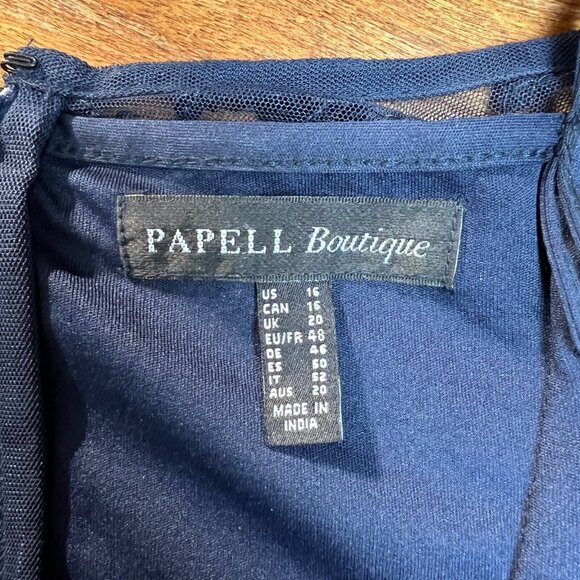 PAPELL Boutique
US 16
CAN 16
UK 20
EU/FR 48
DE 46
ES 50
IT 52
AUS 20
MADE IN
INDIA